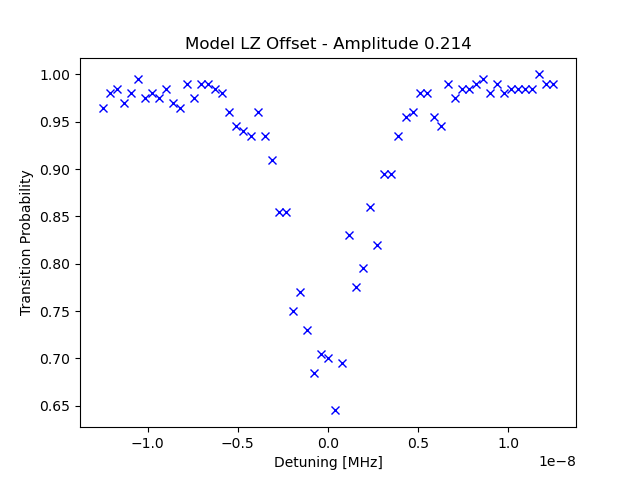 Model LZ Offset - Amplitude 0.214
Transition Probability
1.00
0.95
0.90
0.85
0.80
0.75
0.70
0.65
−1.0 −0.5 0.0 0.5 1.0
1e−8
Detuning [MHz]